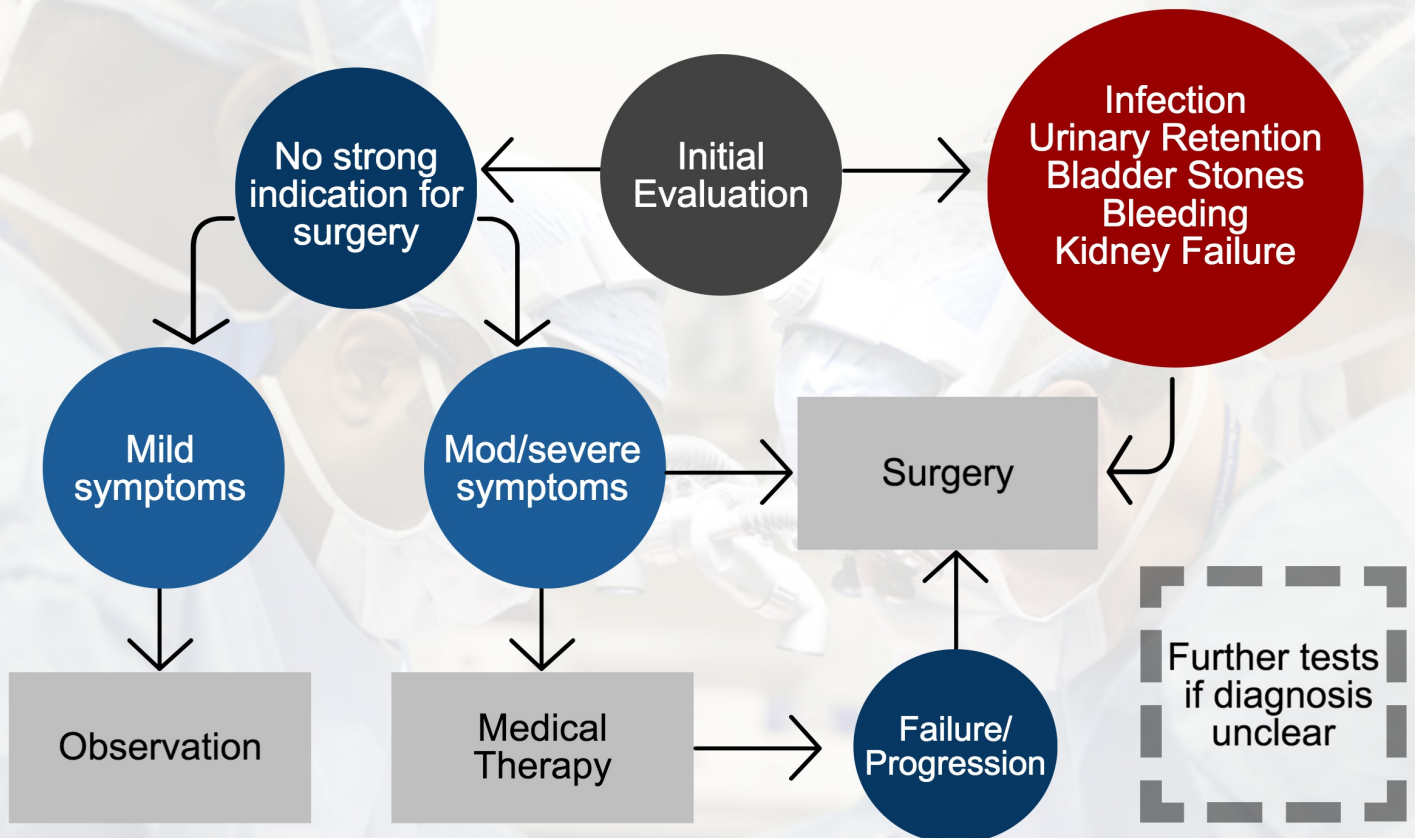 Initial
Evaluation
No strong
indication for
surgery
Infection
Urinary Retention
Bladder Stones
Bleeding
Kidney Failure
Mild
symptoms
Mod/severe
symptoms
Surgery
Observation
Medical
Therapy
Failure/
Progression
Further tests
if diagnosis
unclear